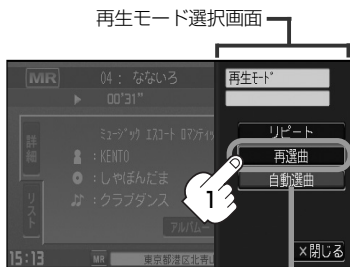 再生モード選択画面
MR 04： なないろ
00'31"
再生ﾓｰﾄﾞ
詳細
ﾐｭｰｼﾞｯｸ ｴｽｺｰﾄ ﾛﾏﾝﾃｨｯ
：KENTO
：しゃぼんだま
：クラブダンス
リスト
アルバム
リピート
再選曲
自動選曲
1
×閉じる
15:13
MR 東京都港区北青山